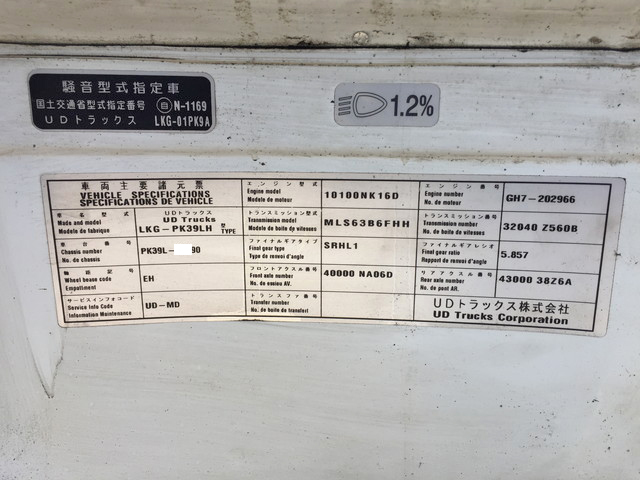 騒音型式指定車
国土交通省型式指定番号 自 N-1169
UDトラックス LKG-01PK9A
1.2%
車両主要諸元票
VEHICLE SPECIFICATIONS
SPECIFICATIONS DE VEHICLE
エンジン型式
Engine model
Modele de moteur
10100NK16D
エンジン番号
Engine number
No. de moteur
GH7-202966
車名型式
Made and model
Modele de fabrique
UDトラックス
UD Trucks
LKG-PK39LH 型 TYPE
トランスミッション型式
Transmission model
Modele de boite de vitesses
MLS63B6FHH
トランスミッション番号
Transmission number
No. de boite de vitesses
32040 Z560B
車台番号
Chassis number
No. de chassis
PK39L- 90
ファイナルギアタイプ
Final gear type
Type de renvoi d'angle
SRHL1
ファイナルギアレシオ
Final gear ratio
Rapport de renvoi d'angle
5.857
軸距記号
Wheel base code
Empattment
EH
フロントアクスル番号
Front axle number
No. de essieu AV.
40000 NA06D
リアアクスル番号
Rear axle number
No. de pont AR.
43000 38Z6A
サービスインフォコード
Service Info Code
Information Maintenance
UD-MD
トランスファ番号
Transfer number
No. de boite de transfert
UDトラックス株式会社
UD Trucks Corporation